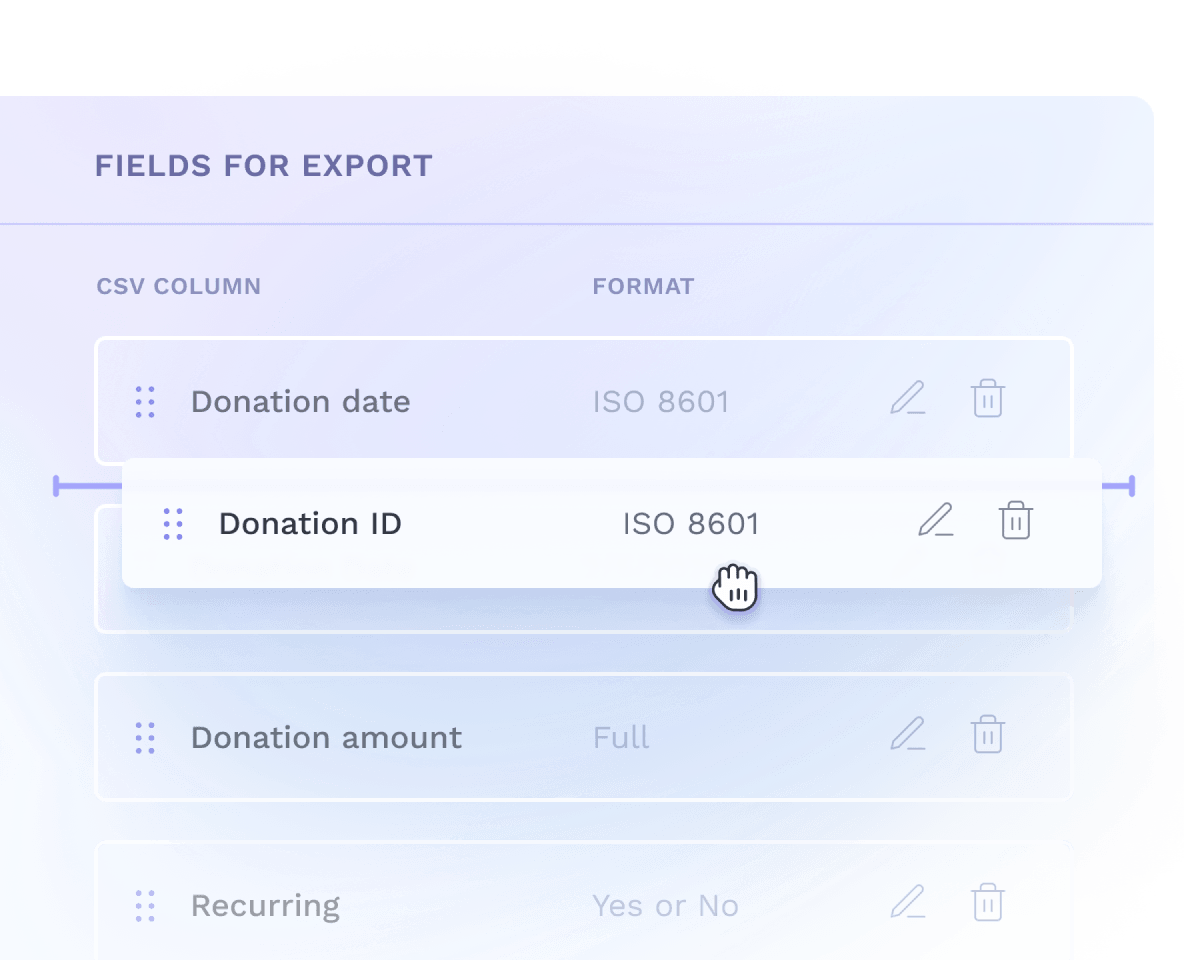 FIELDS FOR EXPORT
CSV COLUMN FORMAT
Donation date ISO 8601
Donation ID ISO 8601
Donation amount Full
Recurring Yes or No